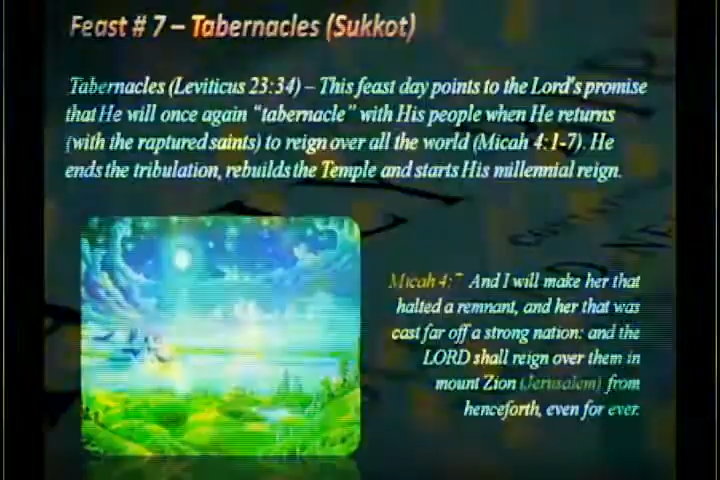 Feast # 7 – Tabernacles (Sukkot)
Tabernacles (Leviticus 23:34) – This feast day points to the Lord's promise
that He will once again “tabernacle” with His people when He returns
(with the raptured saints) to reign over all the world (Micah 4:1-7). He
ends the tribulation, rebuilds the Temple and starts His millennial reign.
Micah 4:7 And I will make her that
halted a remnant, and her that was
cast far off a strong nation: and the
LORD shall reign over them in
mount Zion (Jerusalem) from
henceforth, even for ever.